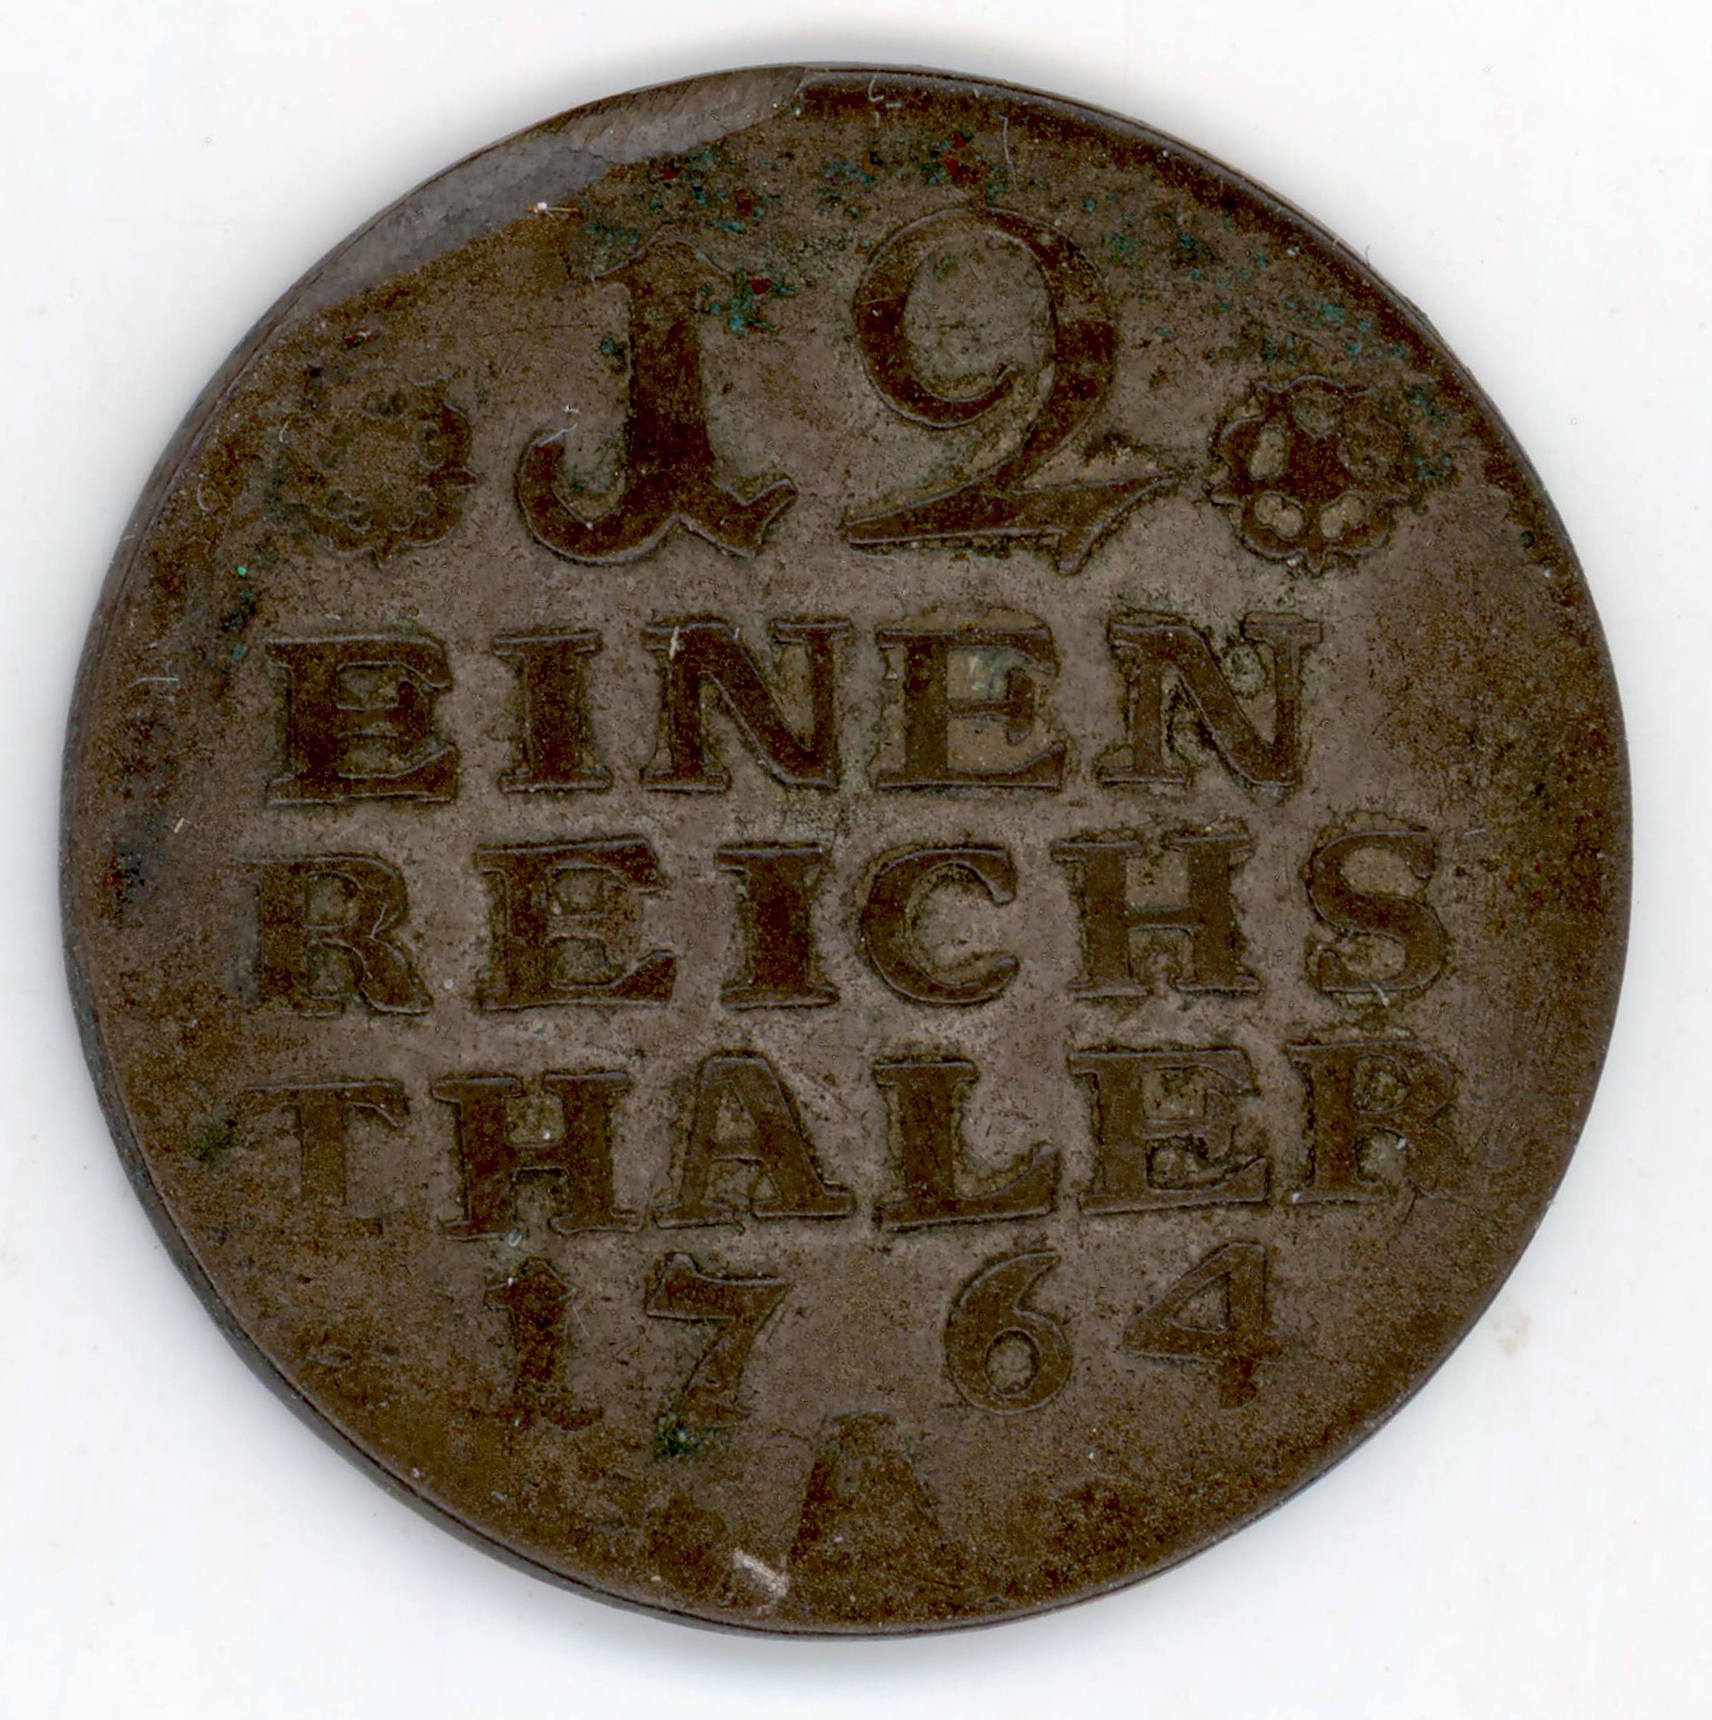 12
EINEN
REICHS
THALER
1764
A